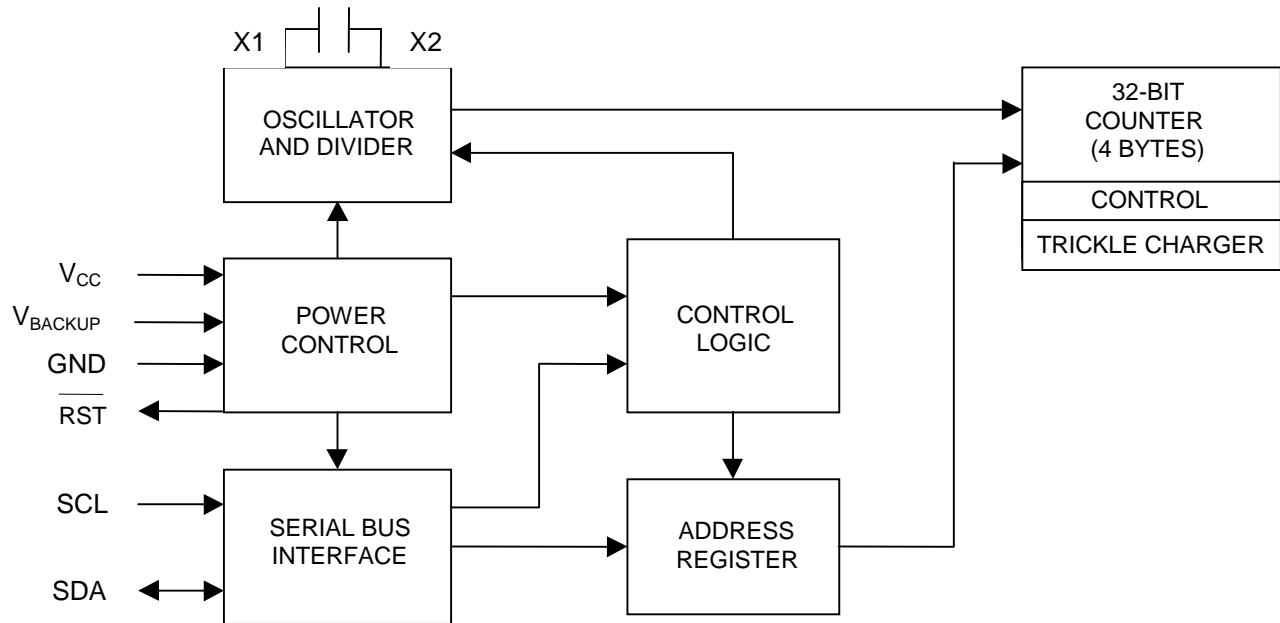 X1
X2
OSCILLATOR
AND DIVIDER
32-BIT
COUNTER
(4 BYTES)
CONTROL
TRICKLE CHARGER
VCC
VBACKUP
GND
RST
POWER
CONTROL
CONTROL
LOGIC
SCL
SDA
SERIAL BUS
INTERFACE
ADDRESS
REGISTER